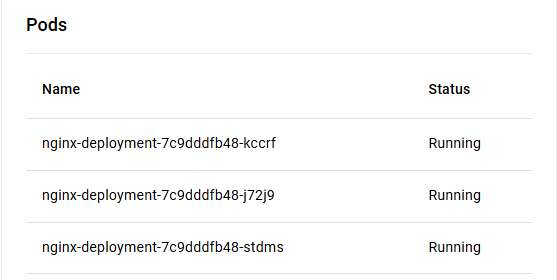 Pods
Name Status
nginx-deployment-7c9dddfb48-kccrf Running
nginx-deployment-7c9dddfb48-j72j9 Running
nginx-deployment-7c9dddfb48-stdms Running